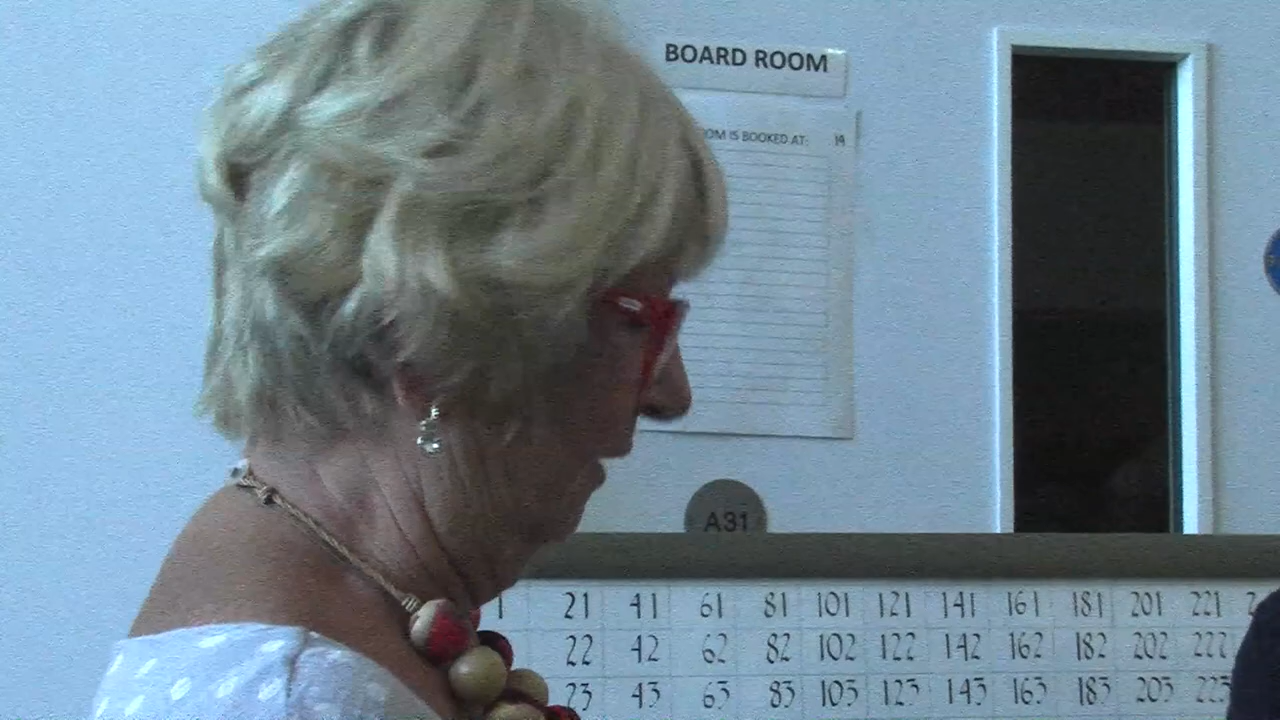 BOARD ROOM
OM IS BOOKED AT: 19
A31
1 21 41 61 81 101 121 141 161 181 201 221 2
22 42 62 82 102 122 142 162 182 202 222
23 43 63 83 103 123 143 163 183 203 223